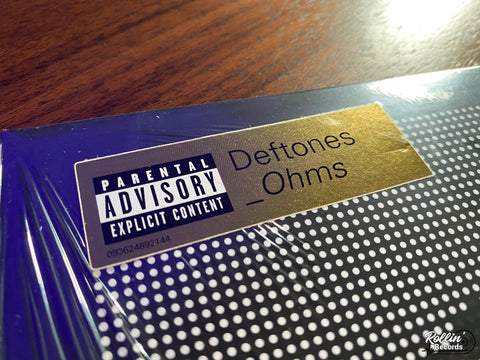 PARENTAL
ADVISORY
EXPLICIT CONTENT
093624892144
Deftones
_Ohms
Rollin'
Records